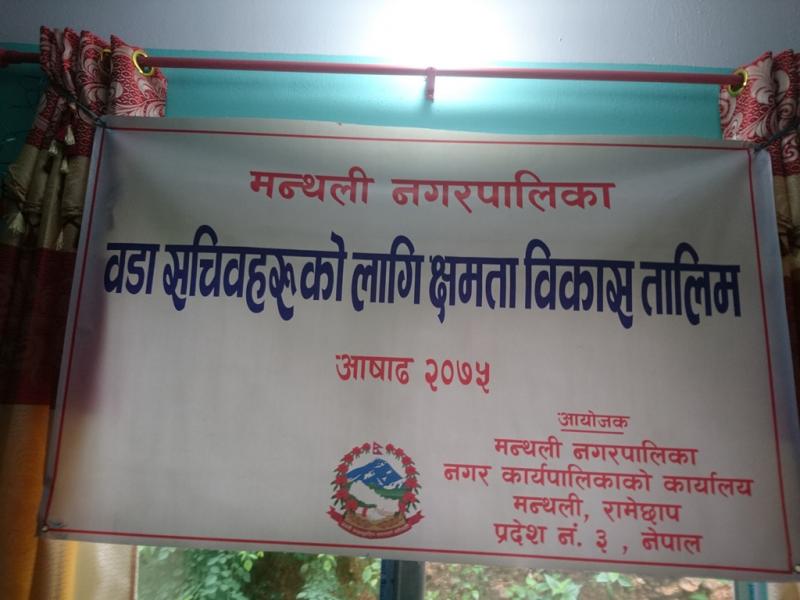 मन्थली नगरपालिका
वडा सचिवहरूको लागि क्षमता विकास तालिम
आषाढ २०७५
आयोजक
मन्थली नगरपालिका
नगर कार्यपालिकाको कार्यालय
मन्थली, रामेछाप
प्रदेश नं. ३ , नेपाल